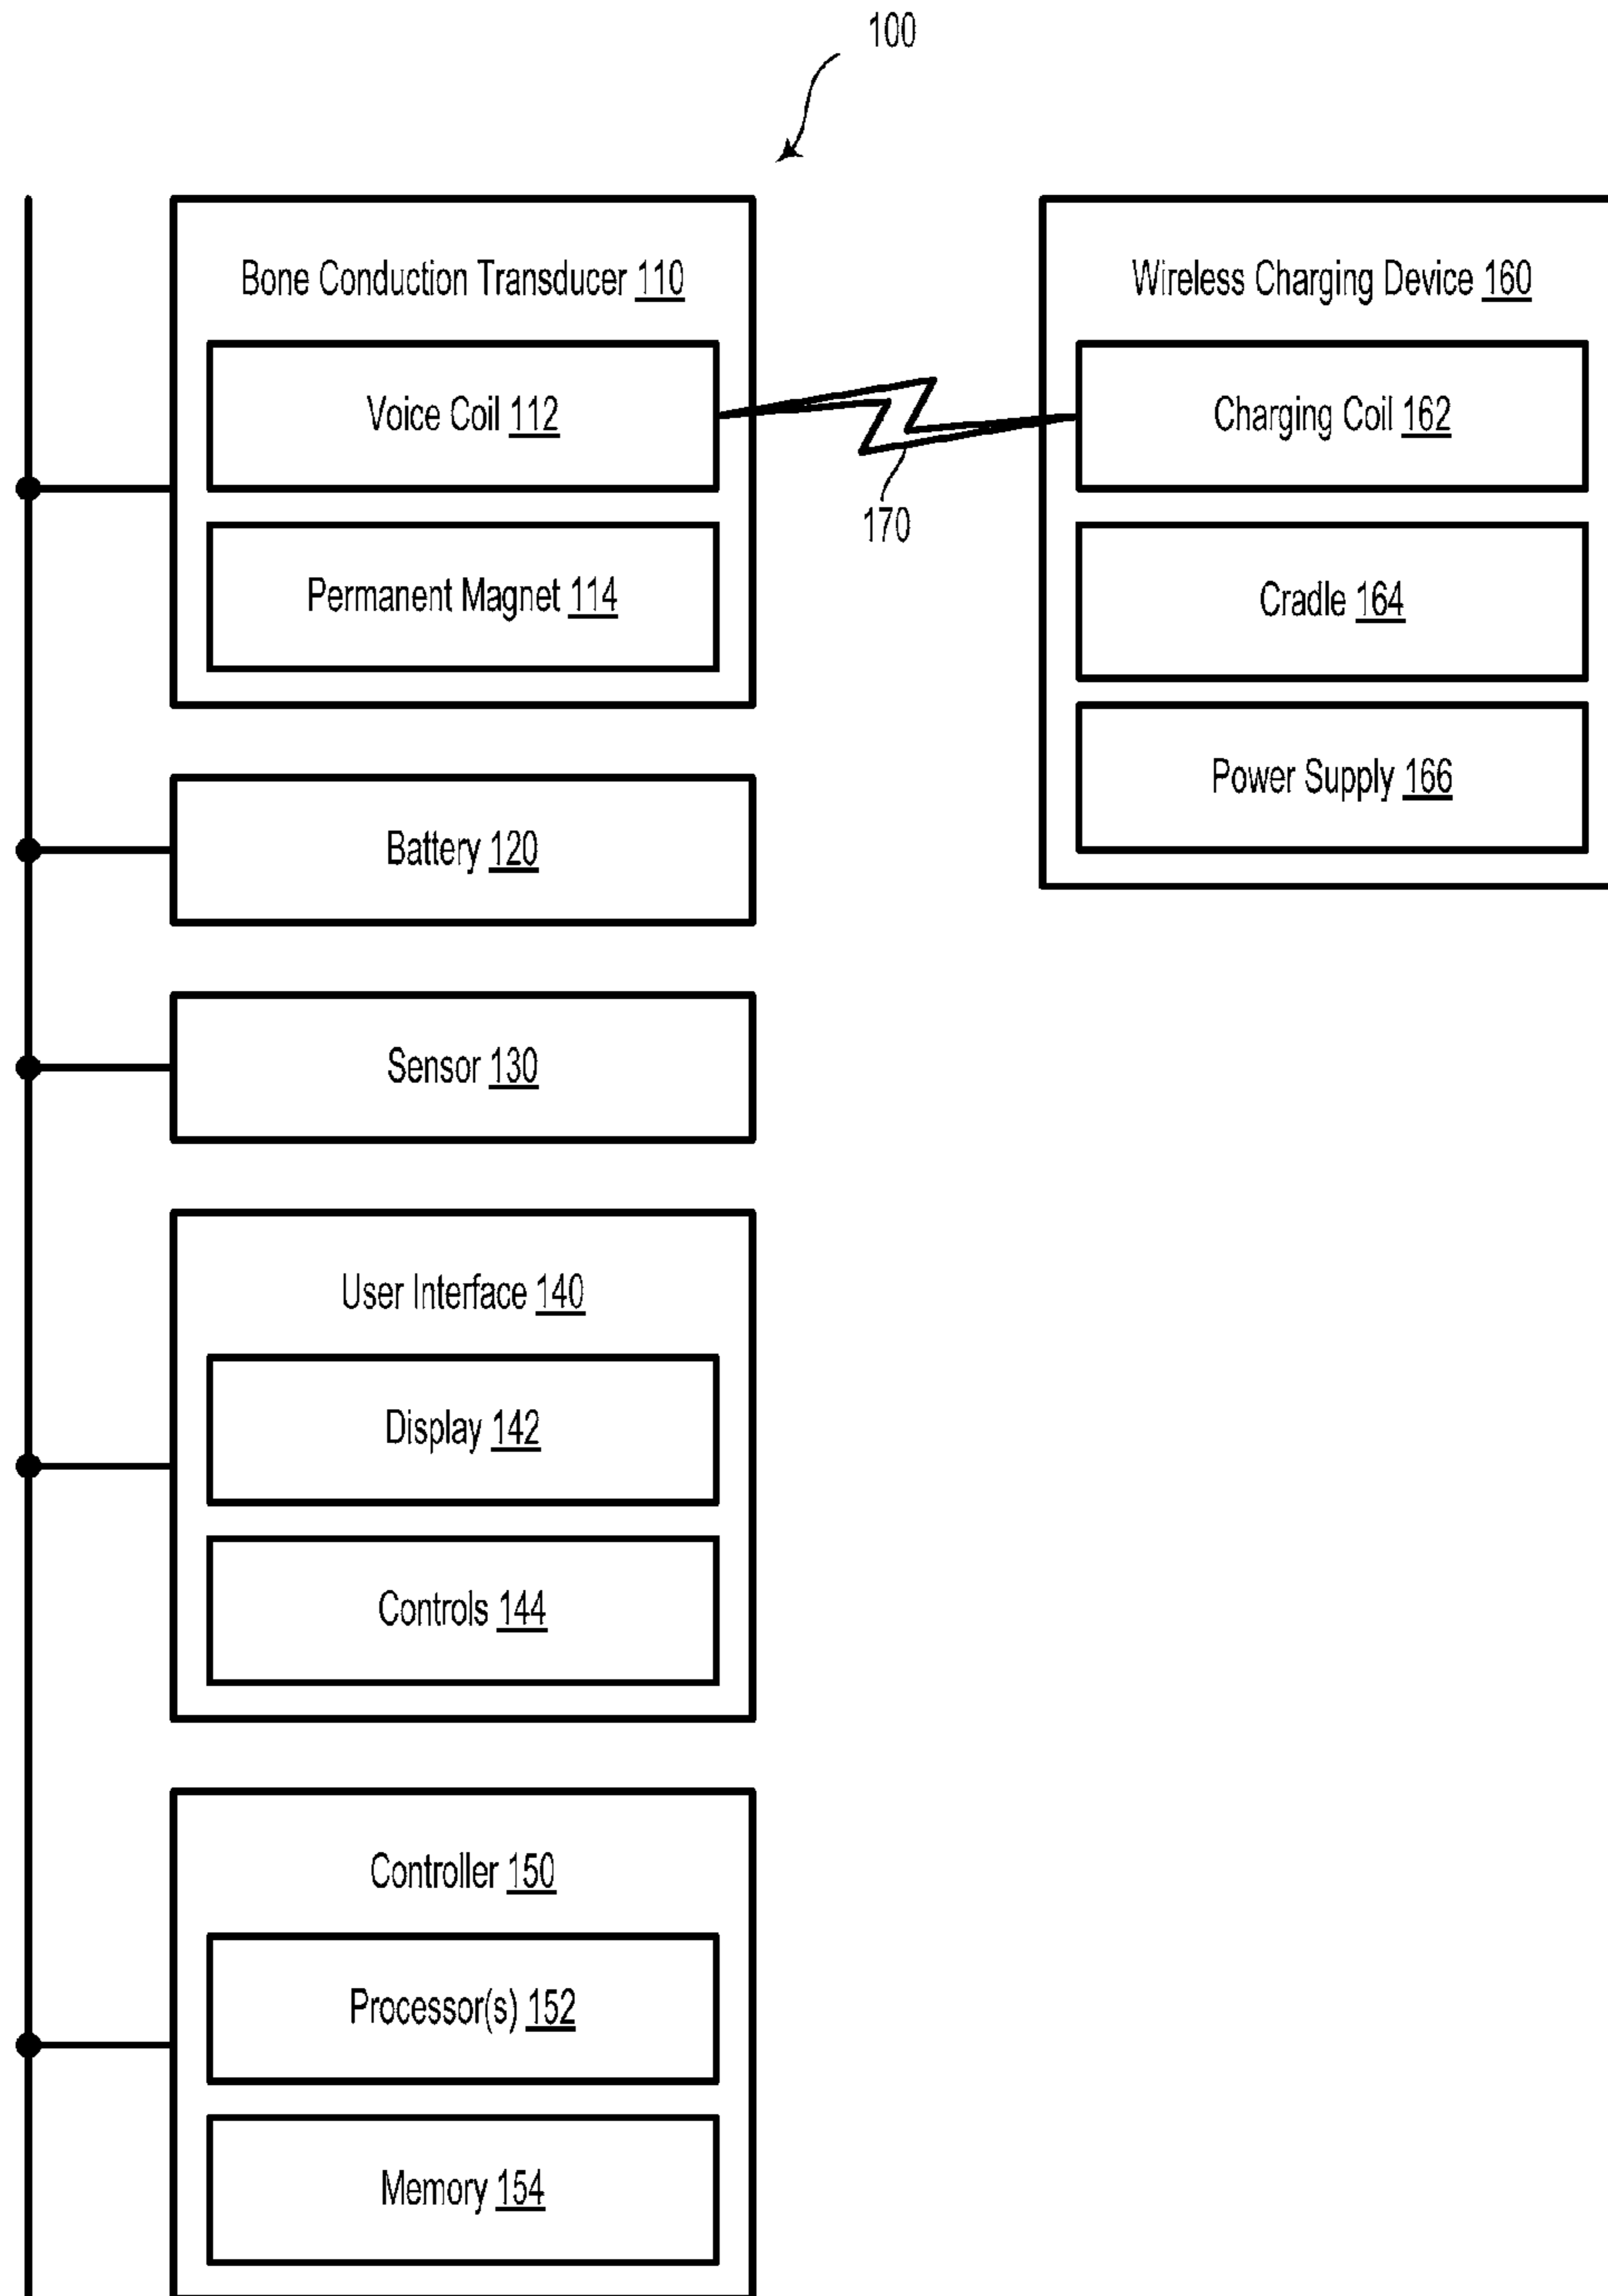 100
Bone Conduction Transducer 110
Voice Coil 112
Permanent Magnet 114
Wireless Charging Device 160
Charging Coil 162
170
Cradle 164
Power Supply 166
Battery 120
Sensor 130
User Interface 140
Display 142
Controls 144
Controller 150
Processor(s) 152
Memory 154